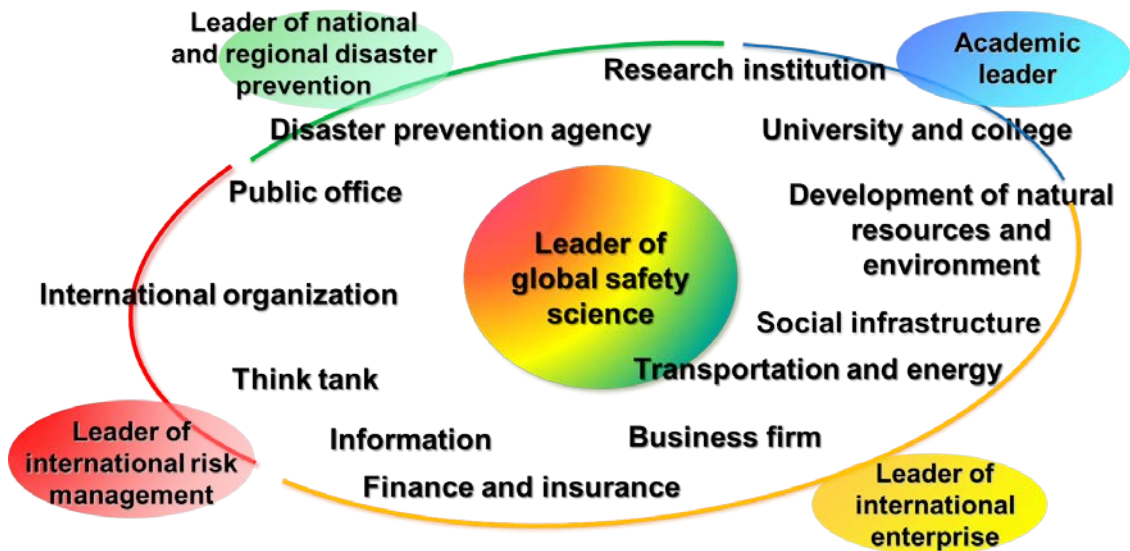 Leader of national
and regional disaster
prevention
Academic
leader
Research institution
Disaster prevention agency
University and college
Public office
Development of natural
resources and
environment
Leader of
global safety
science
International organization
Social infrastructure
Transportation and energy
Think tank
Leader of
international risk
management
Information
Business firm
Finance and insurance
Leader of
international
enterprise